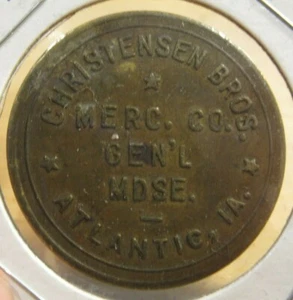 CHRISTENSEN BROS.
MERC. CO.
GEN'L
MDSE.
ATLANTIC, IA.